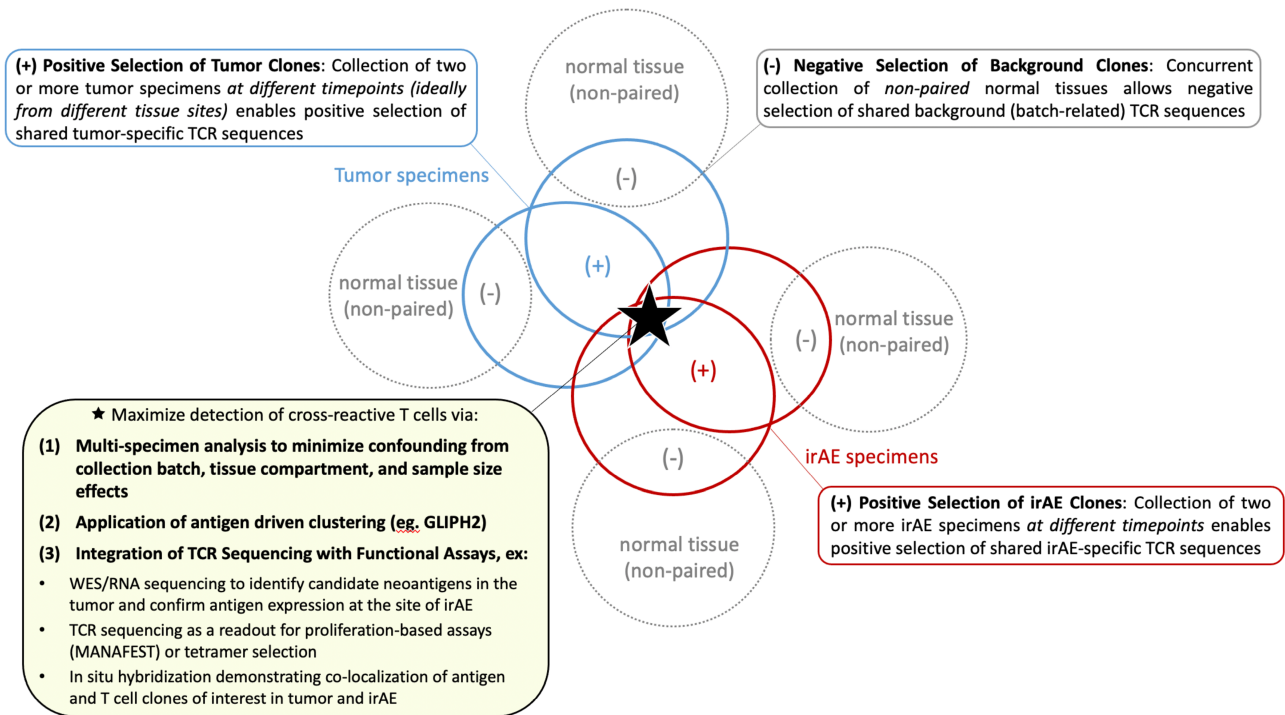 (+) Positive Selection of Tumor Clones: Collection of two
or more tumor specimens at different timepoints (ideally
from different tissue sites) enables positive selection of
shared tumor-specific TCR sequences
normal tissue
(non-paired)
(-) Negative Selection of Background Clones: Concurrent
collection of non-paired normal tissues allows negative
selection of shared background (batch-related) TCR sequences
Tumor specimens
(-)
(+)
normal tissue
(non-paired)
(-)
(-)
normal tissue
(non-paired)
(+)
(-)
irAE specimens
normal tissue
(non-paired)
(+) Positive Selection of irAE Clones: Collection of two
or more irAE specimens at different timepoints enables
positive selection of shared irAE-specific TCR sequences
★ Maximize detection of cross-reactive T cells via:
(1) Multi-specimen analysis to minimize confounding from
collection batch, tissue compartment, and sample size
effects
(2) Application of antigen driven clustering (eg. GLIPH2)
(3) Integration of TCR Sequencing with Functional Assays, ex:
• WES/RNA sequencing to identify candidate neoantigens in the
tumor and confirm antigen expression at the site of irAE
• TCR sequencing as a readout for proliferation-based assays
(MANAFEST) or tetramer selection
• In situ hybridization demonstrating co-localization of antigen
and T cell clones of interest in tumor and irAE